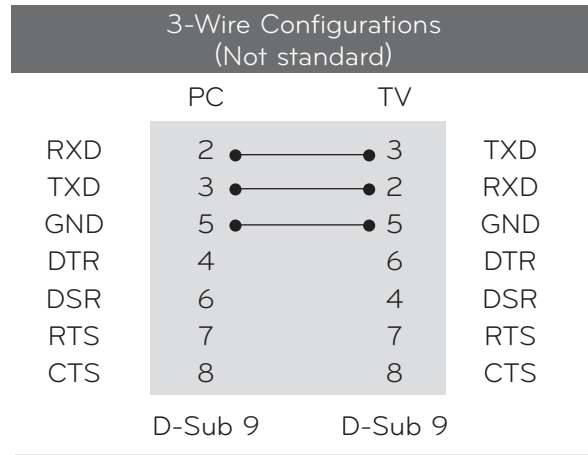 3-Wire Configurations
(Not standard)
PC TV
RXD 2 3 TXD
TXD 3 2 RXD
GND 5 5 GND
DTR 4 6 DTR
DSR 6 4 DSR
RTS 7 7 RTS
CTS 8 8 CTS
D-Sub 9 D-Sub 9